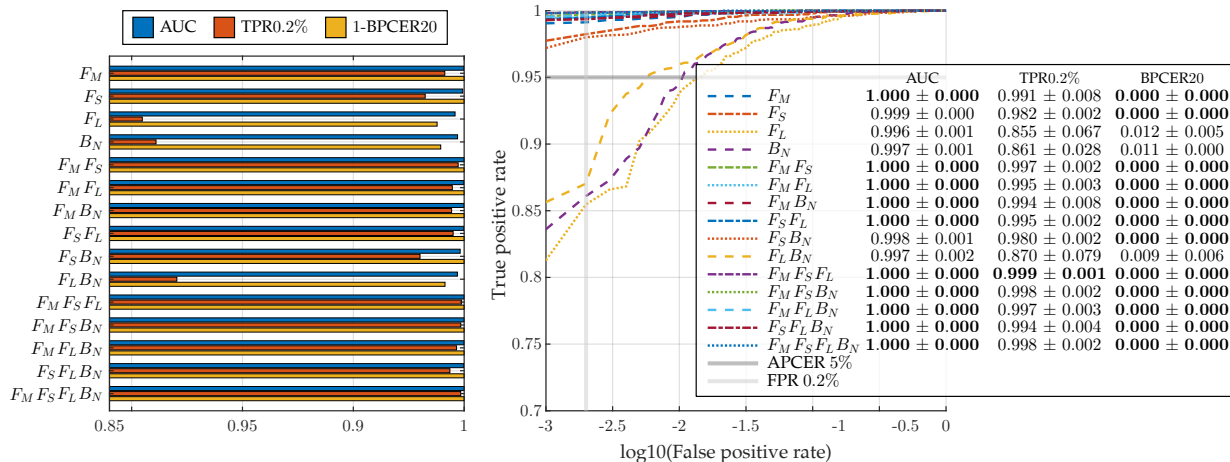 AUC TPR0.2% 1-BPCER20
F_M
F_S
F_L
B_N
F_M F_S
F_M F_L
F_M B_N
F_S F_L
F_S B_N
F_L B_N
F_M F_S F_L
F_M F_S B_N
F_M F_L B_N
F_S F_L B_N
F_M F_S F_L B_N
0.85 0.95 0.9 1
True positive rate
1
0.95
0.9
0.85
0.8
0.75
0.7
-3 -2.5 -2 -1.5 -1 -0.5 0
log10(False positive rate)
AUC TPR0.2% BPCER20
F_M 1.000 ± 0.000 0.991 ± 0.008 0.000 ± 0.000
F_S 0.999 ± 0.000 0.982 ± 0.002 0.000 ± 0.000
F_L 0.996 ± 0.001 0.855 ± 0.067 0.012 ± 0.005
B_N 0.997 ± 0.001 0.861 ± 0.028 0.011 ± 0.000
F_M F_S 1.000 ± 0.000 0.997 ± 0.002 0.000 ± 0.000
F_M F_L 1.000 ± 0.000 0.995 ± 0.003 0.000 ± 0.000
F_M B_N 1.000 ± 0.000 0.994 ± 0.008 0.000 ± 0.000
F_S F_L 1.000 ± 0.000 0.995 ± 0.002 0.000 ± 0.000
F_S B_N 0.998 ± 0.001 0.980 ± 0.002 0.000 ± 0.000
F_L B_N 0.997 ± 0.002 0.870 ± 0.079 0.009 ± 0.006
F_M F_S F_L 1.000 ± 0.000 0.999 ± 0.001 0.000 ± 0.000
F_M F_S B_N 1.000 ± 0.000 0.998 ± 0.002 0.000 ± 0.000
F_M F_L B_N 1.000 ± 0.000 0.997 ± 0.003 0.000 ± 0.000
F_S F_L B_N 1.000 ± 0.000 0.994 ± 0.004 0.000 ± 0.000
F_M F_S F_L B_N 1.000 ± 0.000 0.998 ± 0.002 0.000 ± 0.000
APCER 5%
FPR 0.2%